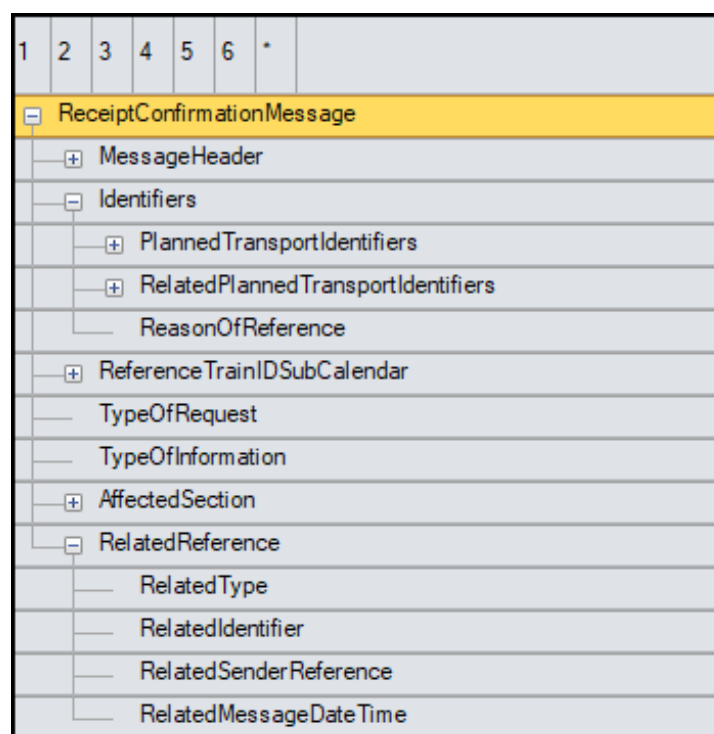 1 2 3 4 5 6 *
ReceiptConfirmationMessage
MessageHeader
Identifiers
PlannedTransportIdentifiers
RelatedPlannedTransportIdentifiers
ReasonOfReference
ReferenceTrainIDSubCalendar
TypeOfRequest
TypeOfInformation
AffectedSection
RelatedReference
RelatedType
RelatedIdentifier
RelatedSenderReference
RelatedMessageDateTime